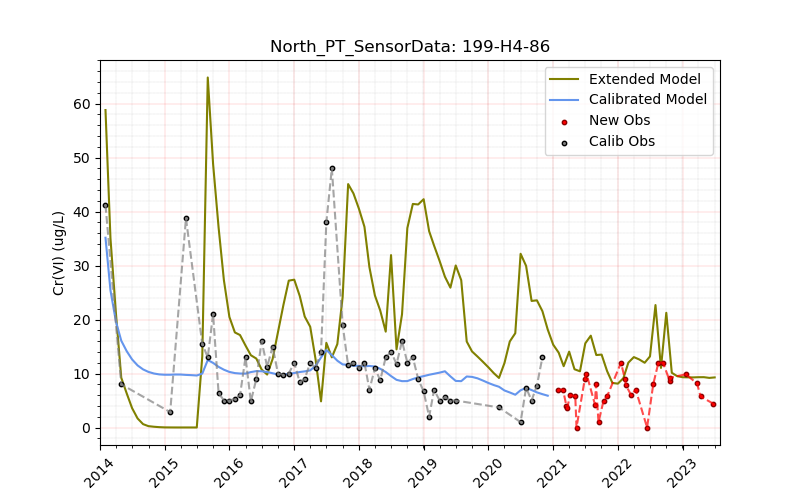 North_PT_SensorData: 199-H4-86
Extended Model
Calibrated Model
New Obs
Calib Obs
Cr(VI) (ug/L)
60
50
40
30
20
10
0
2014 2015 2016 2017 2018 2019 2020 2021 2022 2023